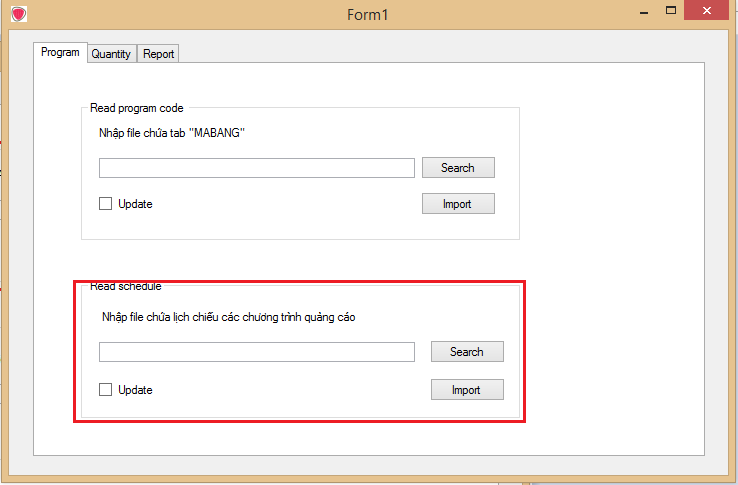 Form1
Program Quantity Report
Read program code
Nhập file chứa tab "MABANG"
Search
Update Import
Read schedule
Nhập file chứa lịch chiếu các chương trình quảng cáo
Search
Update Import